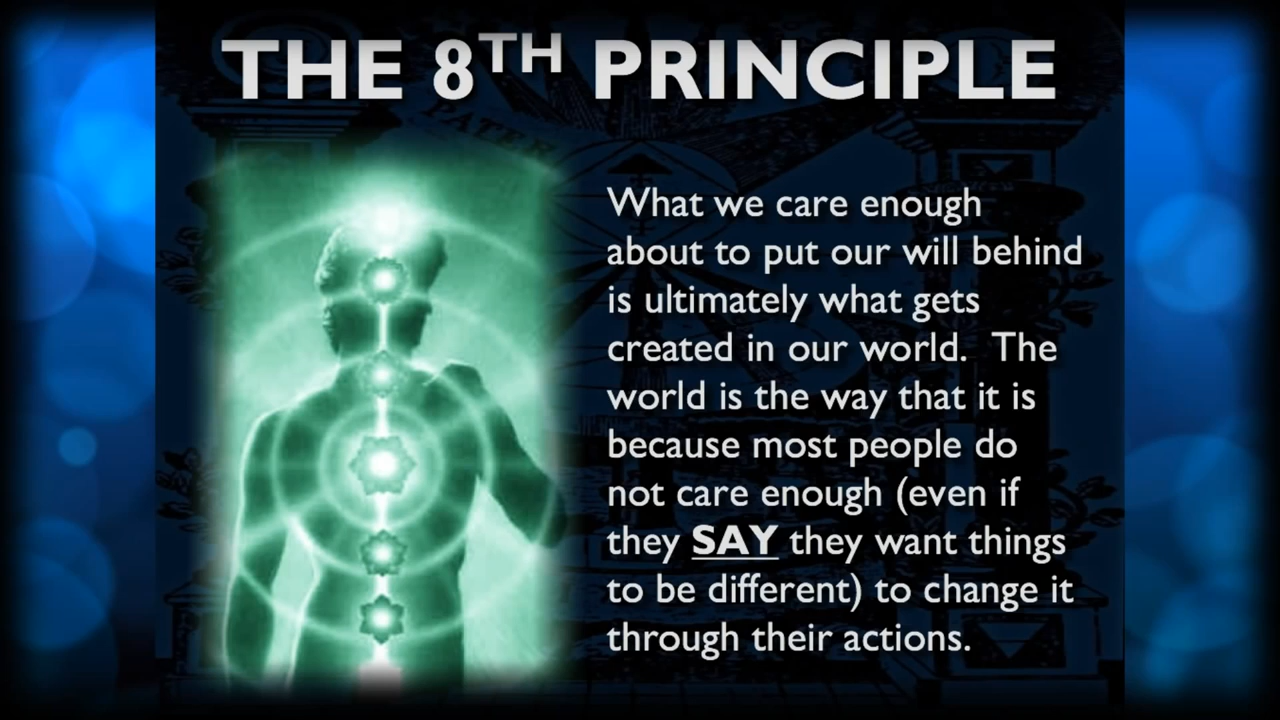 THE 8TH PRINCIPLE
What we care enough
about to put our will behind
is ultimately what gets
created in our world.  The
world is the way that it is
because most people do
not care enough (even if
they SAY they want things
to be different) to change it
through their actions.